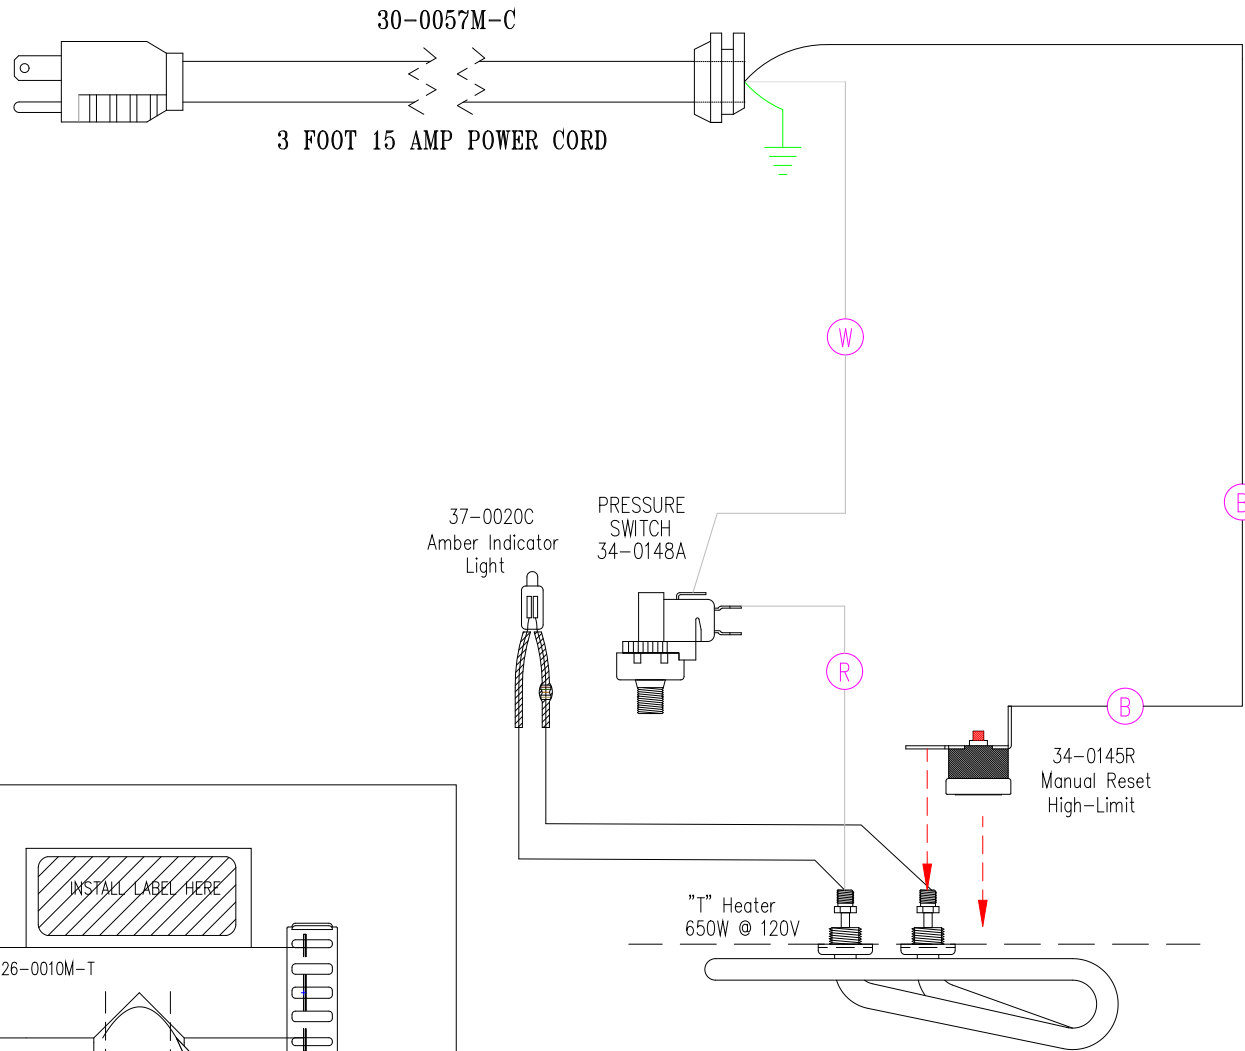 30-0057M-C
3 FOOT 15 AMP POWER CORD
W
B
37-0020C
Amber Indicator
Light
PRESSURE
SWITCH
34-0148A
R
B
34-0145R
Manual Reset
High-Limit
"T" Heater
650W @ 120V
INSTALL LABEL HERE
26-0010M-T